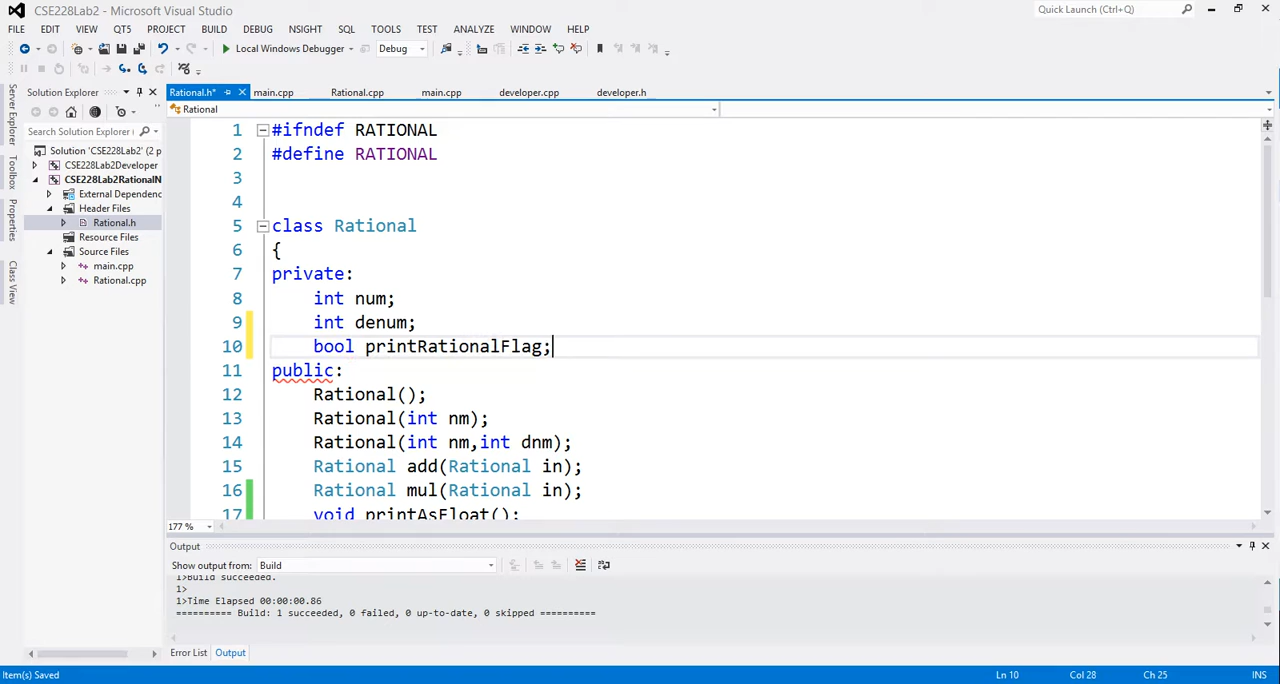 CSE228Lab2 - Microsoft Visual Studio
Quick Launch (Ctrl+Q)
FILE EDIT VIEW QT5 PROJECT BUILD DEBUG NSIGHT SQL TOOLS TEST ANALYZE WINDOW HELP
Local Windows Debugger Debug
Server Explorer
Toolbox
Properties
Class View
Solution Explorer
Search Solution Explorer (
Solution 'CSE228Lab2' (2 p
CSE228Lab2Developer
CSE228Lab2RationalN
External Dependenc
Header Files
Rational.h
Resource Files
Source Files
main.cpp
Rational.cpp
Rational.h* main.cpp Rational.cpp main.cpp developer.cpp developer.h
Rational
1 #ifndef RATIONAL
2 #define RATIONAL
3
4
5 class Rational
6 {
7 private:
8 int num;
9 int denum;
10 bool printRationalFlag;
11 public:
12 Rational();
13 Rational(int nm);
14 Rational(int nm,int dnm);
15 Rational add(Rational in);
16 Rational mul(Rational in);
17 void printAsFloat();
177 %
Output
Show output from: Build
1>Build succeeded.
1>
1>Time Elapsed 00:00:00.86
========== Build: 1 succeeded, 0 failed, 0 up-to-date, 0 skipped ==========
Error List Output
Item(s) Saved Ln 10 Col 28 Ch 25 INS